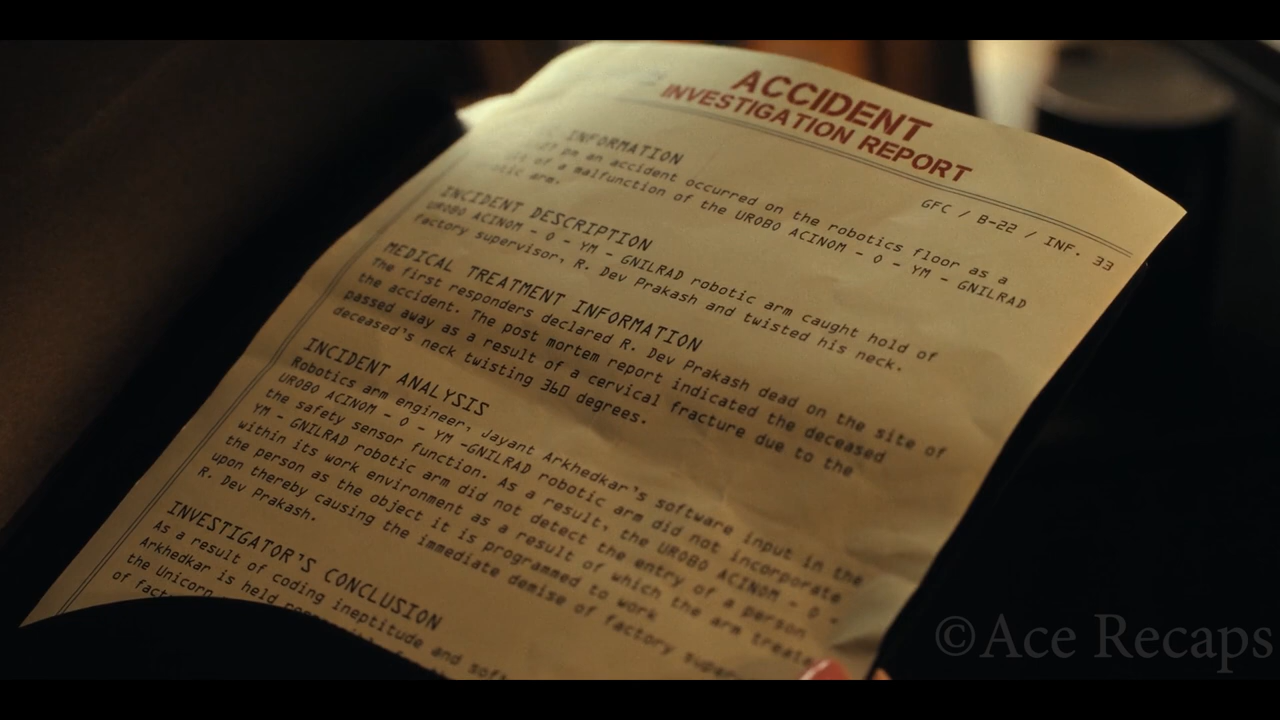 ACCIDENT
INVESTIGATION REPORT
GFC / B-22 / INF. 33
INFORMATION
pm an accident occurred on the robotics floor as a
of a malfunction of the UROBO ACINOM - 0 - YM - GNILRAD
arm.
INCIDENT DESCRIPTION
UROBO ACINOM - 0 - YM - GNILRAD robotic arm caught hold of
factory supervisor, R. Dev Prakash and twisted his neck.
MEDICAL TREATMENT INFORMATION
The first responders declared R. Dev Prakash dead on the site of
the accident. The post mortem report indicated the deceased
passed away as a result of a cervical fracture due to the
deceased's neck twisting 360 degrees.
INCIDENT ANALYSIS
Robotics arm engineer, Jayant Arkhedkar's software input in the
UROBO ACINOM - 0 - YM -GNILRAD robotic arm did not incorporate
the safety sensor function. As a result, the UROBO ACINOM - 0 -
YM - GNILRAD robotic arm did not detect the entry of a person
within its work environment as a result of which the arm treats
the person as the object it is programmed to work
upon thereby causing the immediate demise of factory
R. Dev Prakash.
INVESTIGATOR'S CONCLUSION
As a result of coding ineptitude and
Arkhedkar is held
the Unicorn
of
©Ace Recaps